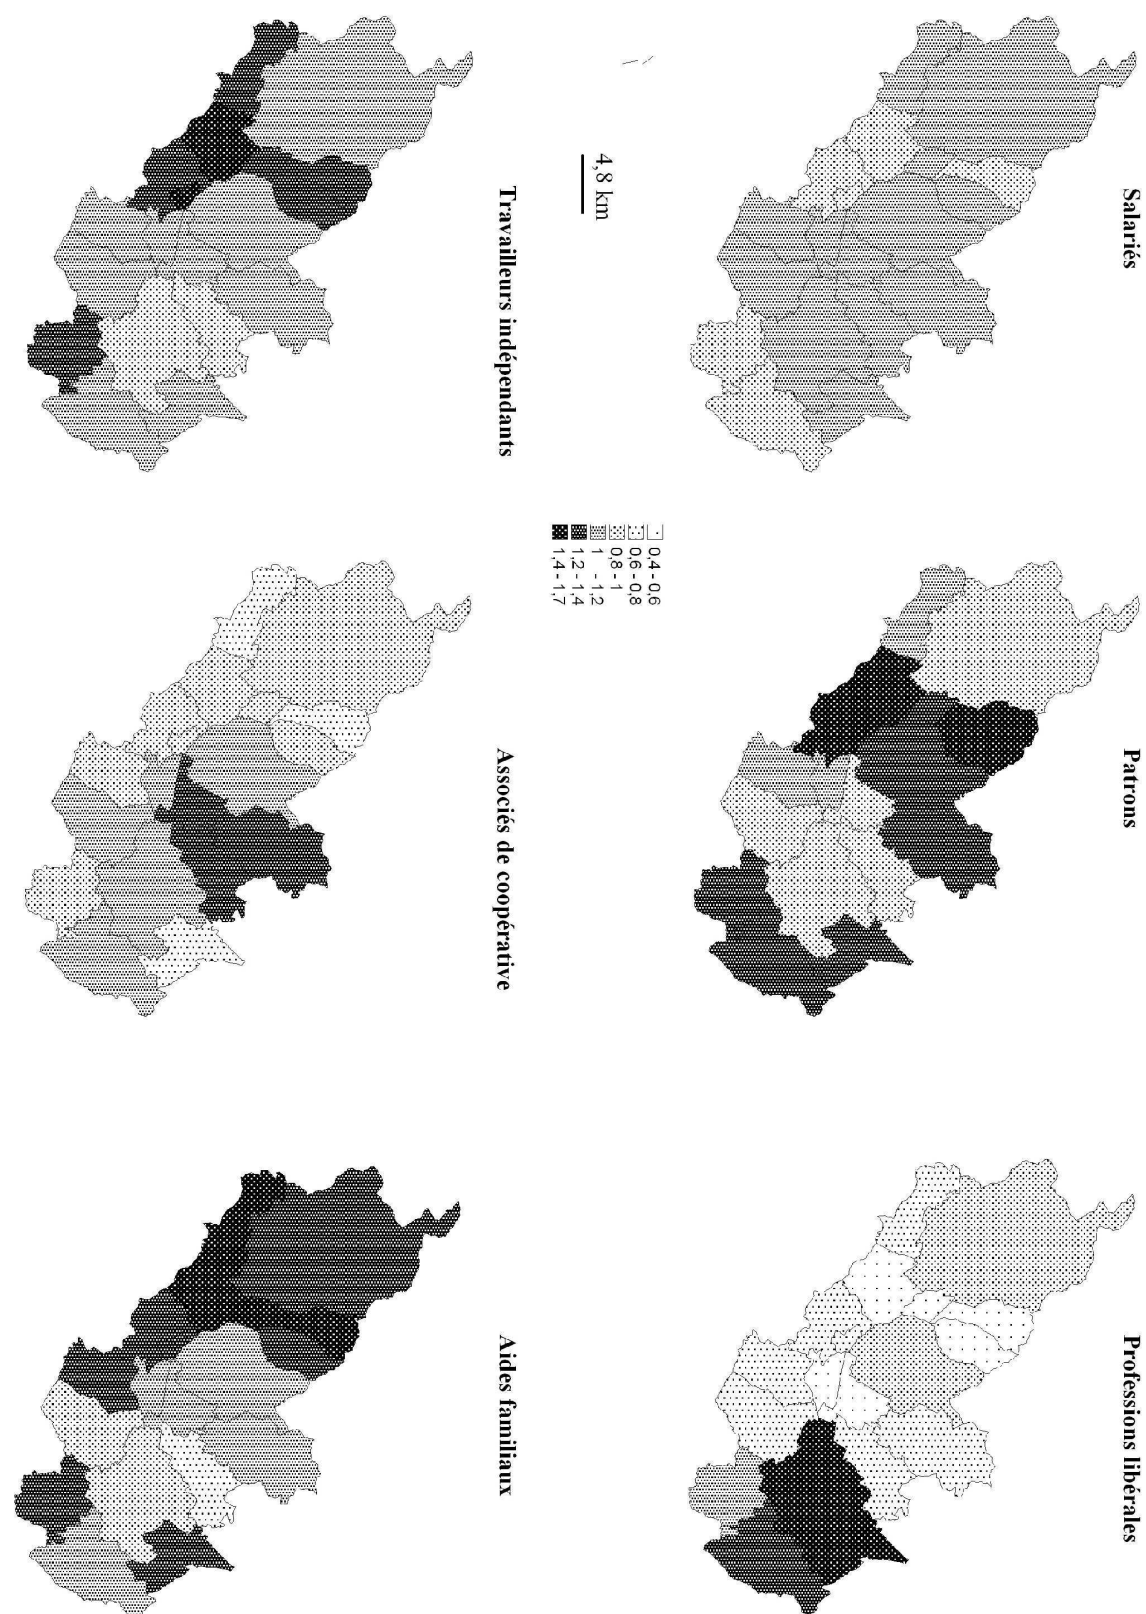 Salariés
Patrons
Professions libérales
4,8 km
0,4 - 0,6
0,6 - 0,8
0,8 - 1
1 - 1,2
1,2 - 1,4
1,4 - 1,7
Travailleurs indépendants
Associés de coopérative
Aides familiaux